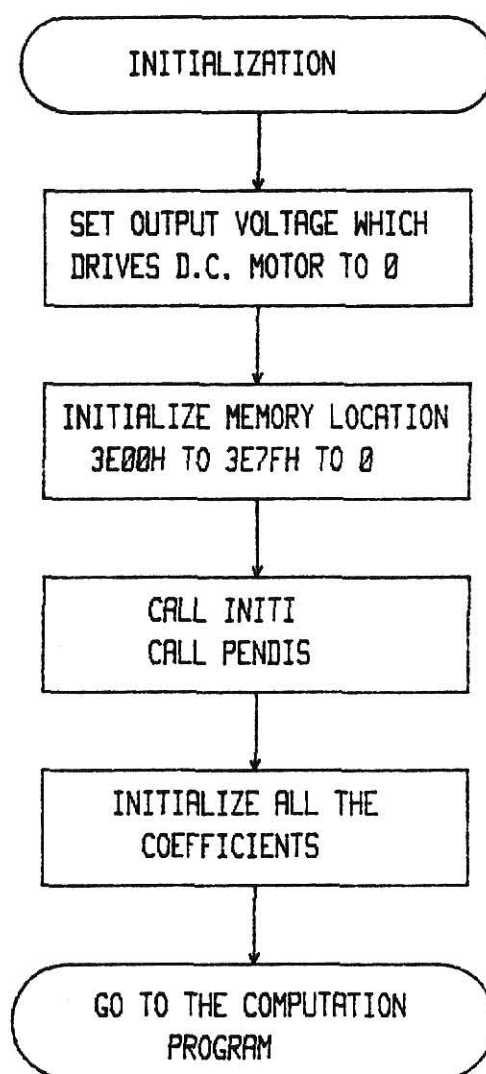 INITIALIZATION
SET OUTPUT VOLTAGE WHICH
DRIVES D.C. MOTOR TO 0
INITIALIZE MEMORY LOCATION
3E00H TO 3E7FH TO 0
CALL INITI
CALL PENDIS
INITIALIZE ALL THE
COEFFICIENTS
GO TO THE COMPUTATION
PROGRAM